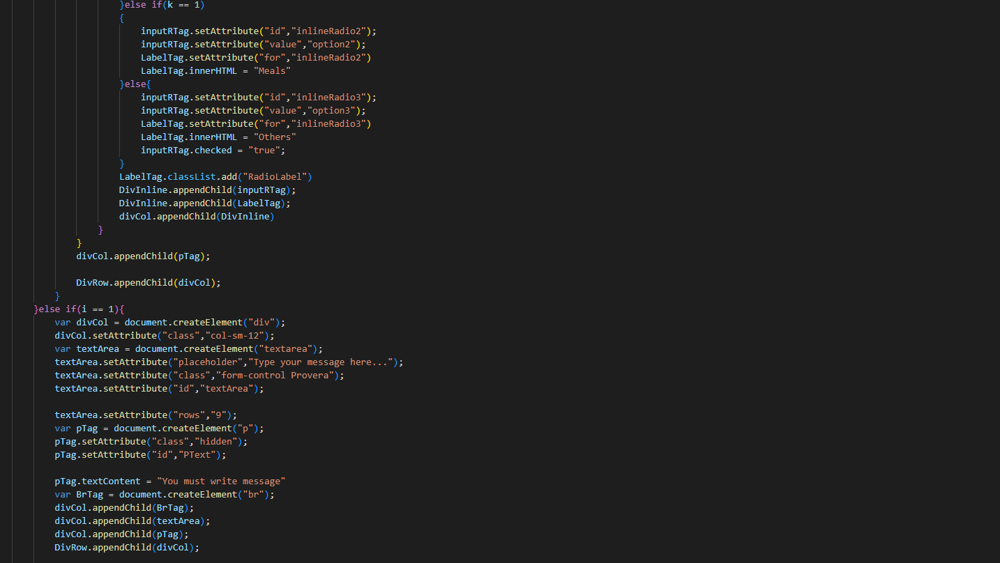 }else if(k == 1)
{
inputRTag.setAttribute("id","inlineRadio2");
inputRTag.setAttribute("value","option2");
LabelTag.setAttribute("for","inlineRadio2")
LabelTag.innerHTML = "Meals"
}else{
inputRTag.setAttribute("id","inlineRadio3");
inputRTag.setAttribute("value","option3");
LabelTag.setAttribute("for","inlineRadio3")
LabelTag.innerHTML = "Others"
inputRTag.checked = "true";
}
LabelTag.classList.add("RadioLabel")
DivInline.appendChild(inputRTag);
DivInline.appendChild(LabelTag);
divCol.appendChild(DivInline)
}
}
divCol.appendChild(pTag);
DivRow.appendChild(divCol);
}
}else if(i == 1){
var divCol = document.createElement("div");
divCol.setAttribute("class","col-sm-12");
var textArea = document.createElement("textarea");
textArea.setAttribute("placeholder","Type your message here...");
textArea.setAttribute("class","form-control Provera");
textArea.setAttribute("id","textArea");
textArea.setAttribute("rows","9");
var pTag = document.createElement("p");
pTag.setAttribute("class","hidden");
pTag.setAttribute("id","PText");
pTag.textContent = "You must write message"
var BrTag = document.createElement("br");
divCol.appendChild(BrTag);
divCol.appendChild(textArea);
divCol.appendChild(pTag);
DivRow.appendChild(divCol);